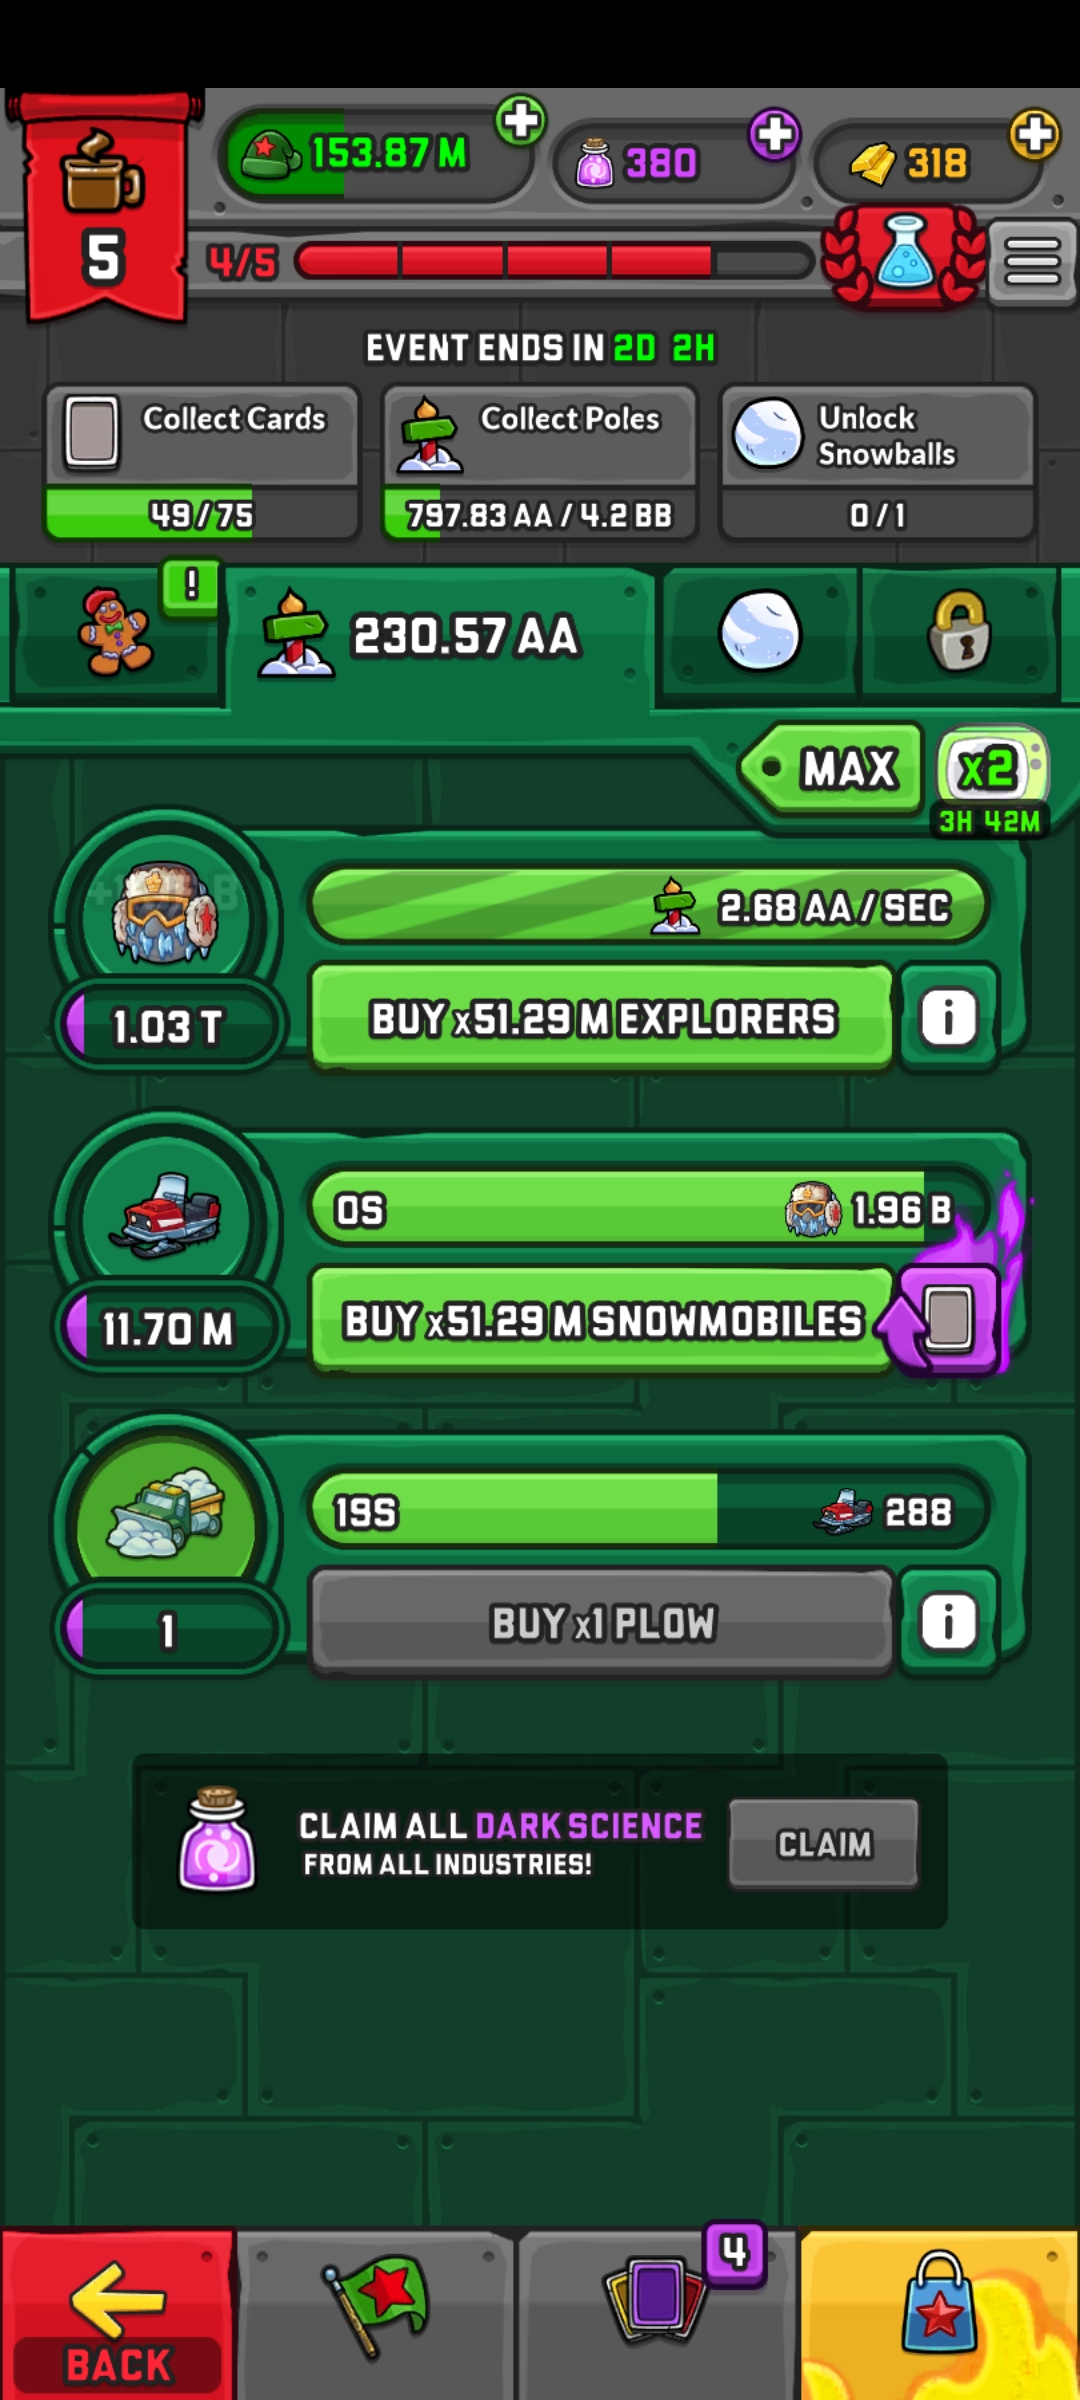 153.87 M
380
318
5
4/5
EVENT ENDS IN 2D 2H
Collect Cards
49/75
Collect Poles
797.83 AA / 4.2 BB
Unlock
Snowballs
0/1
!
230.57 AA
MAX
x2
3H 42M
2.68 AA / SEC
1.03 T
BUY x51.29 M EXPLORERS
i
0S
1.96 B
11.70 M
BUY x51.29 M SNOWMOBILES
19S
288
1
BUY x1 PLOW
i
CLAIM ALL DARK SCIENCE
FROM ALL INDUSTRIES!
CLAIM
4
BACK